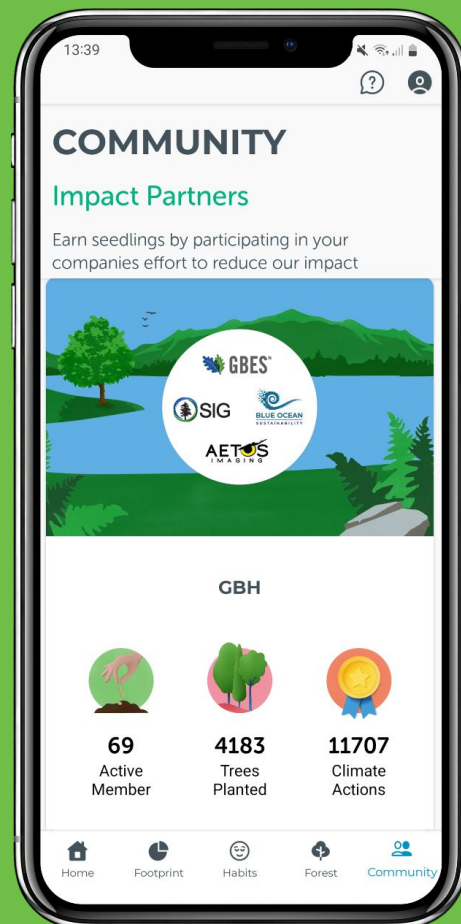 13:39
COMMUNITY
Impact Partners
Earn seedlings by participating in your
companies effort to reduce our impact
GBES™
SIG
BLUE OCEAN
SUSTAINABILITY
AETOS
IMAGING
GBH
69
Active
Member
4183
Trees
Planted
11707
Climate
Actions
Home
Footprint
Habits
Forest
Community